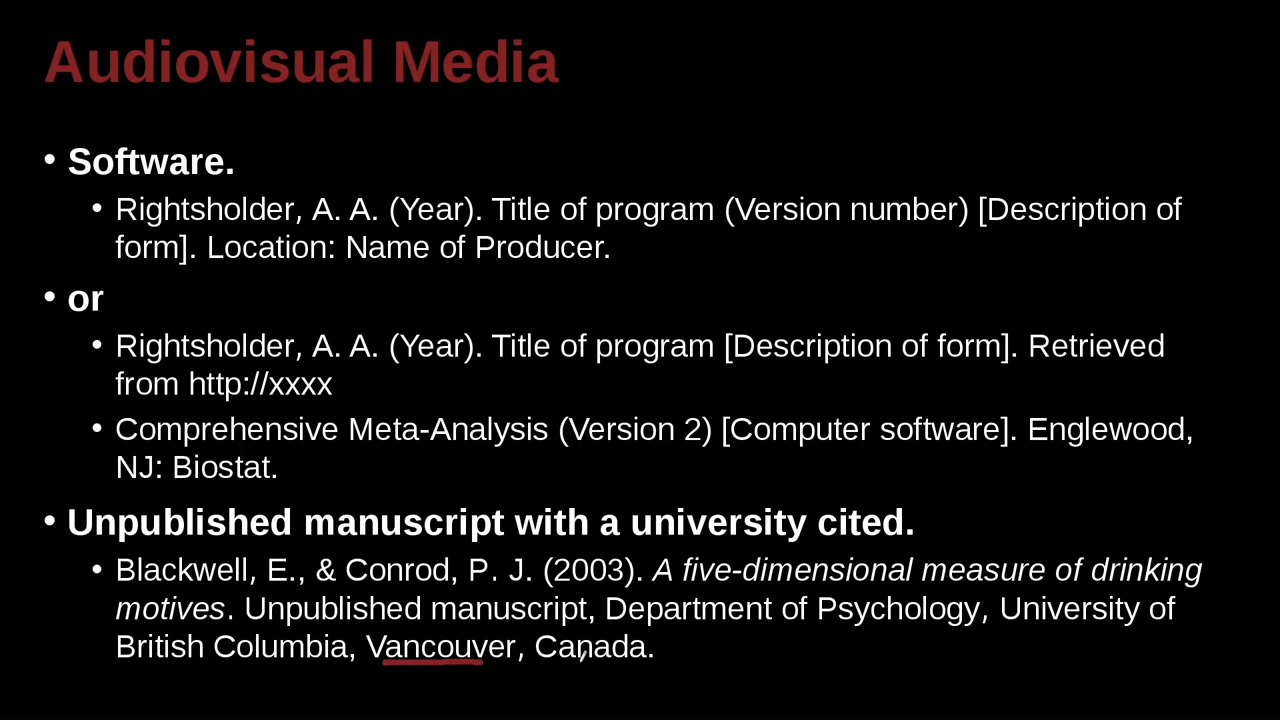 Audiovisual Media
• Software.
• Rightsholder, A. A. (Year). Title of program (Version number) [Description of
form]. Location: Name of Producer.
• or
• Rightsholder, A. A. (Year). Title of program [Description of form]. Retrieved
from http://xxxx
• Comprehensive Meta-Analysis (Version 2) [Computer software]. Englewood,
NJ: Biostat.
• Unpublished manuscript with a university cited.
• Blackwell, E., & Conrod, P. J. (2003). A five-dimensional measure of drinking
motives. Unpublished manuscript, Department of Psychology, University of
British Columbia, Vancouver, Canada.